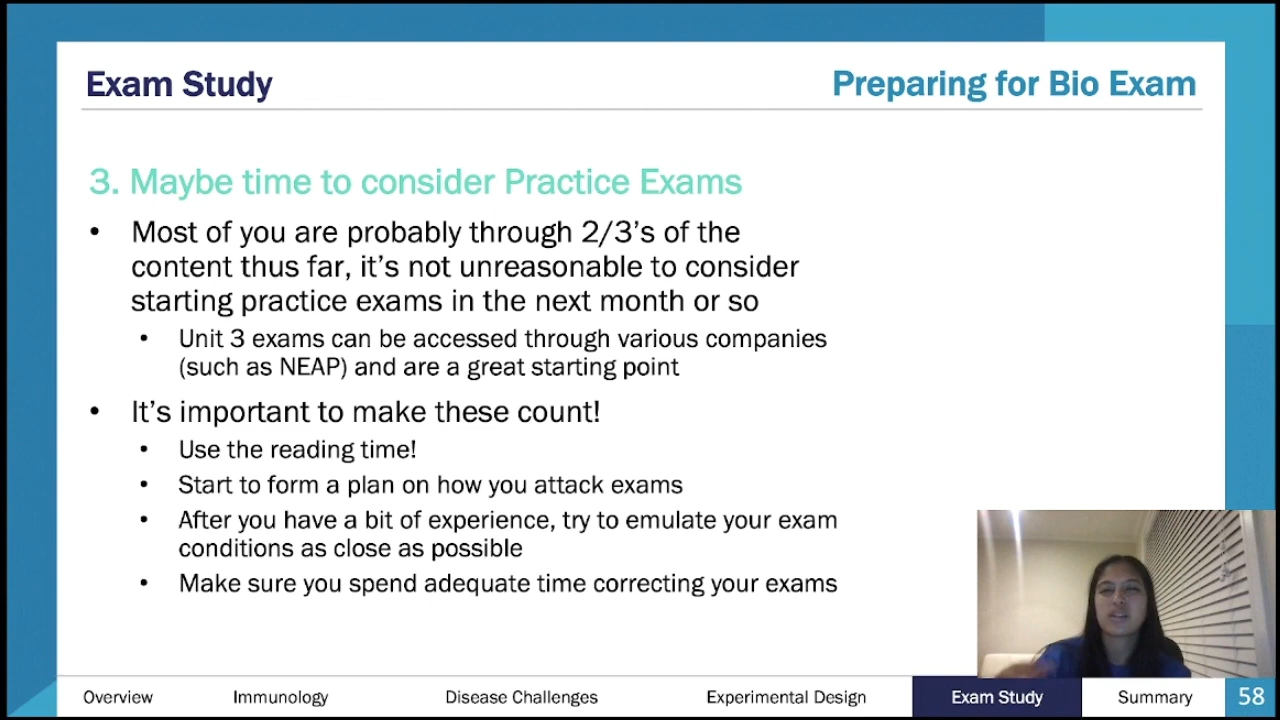 Exam Study
Preparing for Bio Exam
3. Maybe time to consider Practice Exams
• Most of you are probably through 2/3’s of the
content thus far, it’s not unreasonable to consider
starting practice exams in the next month or so
• Unit 3 exams can be accessed through various companies
(such as NEAP) and are a great starting point
• It’s important to make these count!
• Use the reading time!
• Start to form a plan on how you attack exams
• After you have a bit of experience, try to emulate your exam
conditions as close as possible
• Make sure you spend adequate time correcting your exams
Overview
Immunology
Disease Challenges
Experimental Design
Exam Study
Summary
58